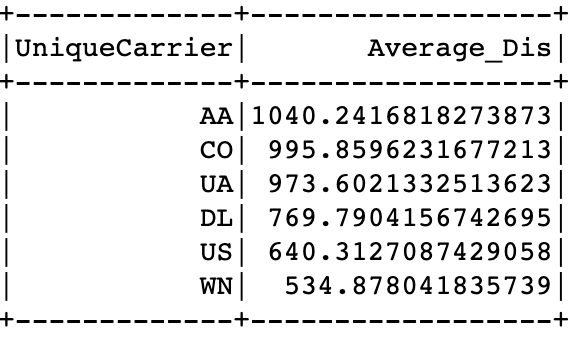 +-------------+------------------+
|UniqueCarrier|       Average_Dis|
+-------------+------------------+
|           AA|1040.2416818273873|
|           CO| 995.8596231677213|
|           UA| 973.6021332513623|
|           DL| 769.7904156742695|
|           US| 640.3127087429058|
|           WN|  534.878041835739|
+-------------+------------------+